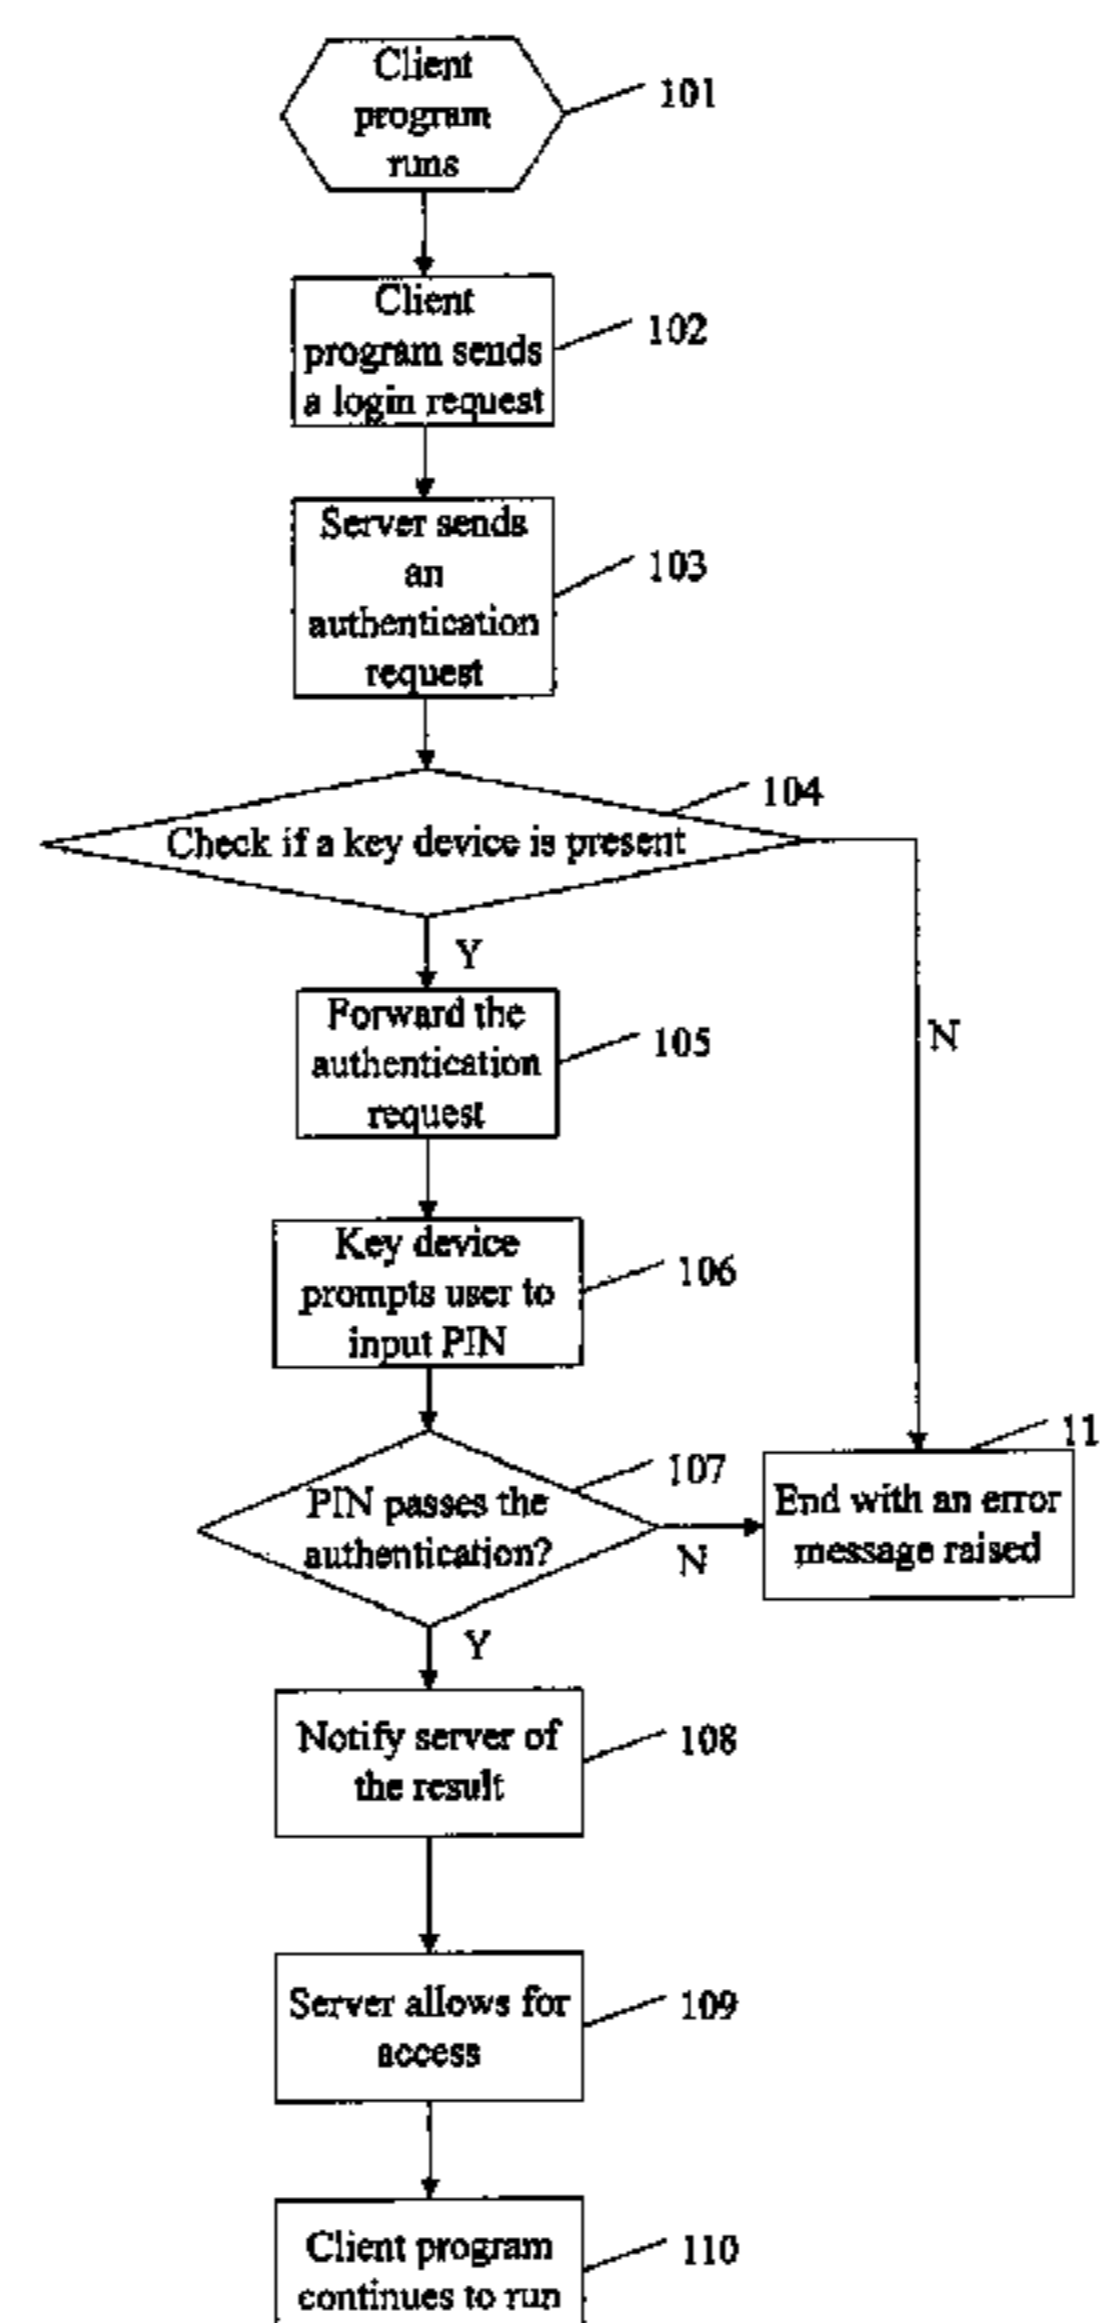 Client
program
runs
101
Client
program sends
a login request
102
Server sends
an
authentication
request
103
104
Check if a key device is present
Y
N
Forward the
authentication
request
105
Key device
prompts user to
input PIN
106
107
PIN passes the
authentication?
N
Y
11
End with an error
message raised
Notify server of
the result
108
Server allows for
access
109
Client program
continues to run
110